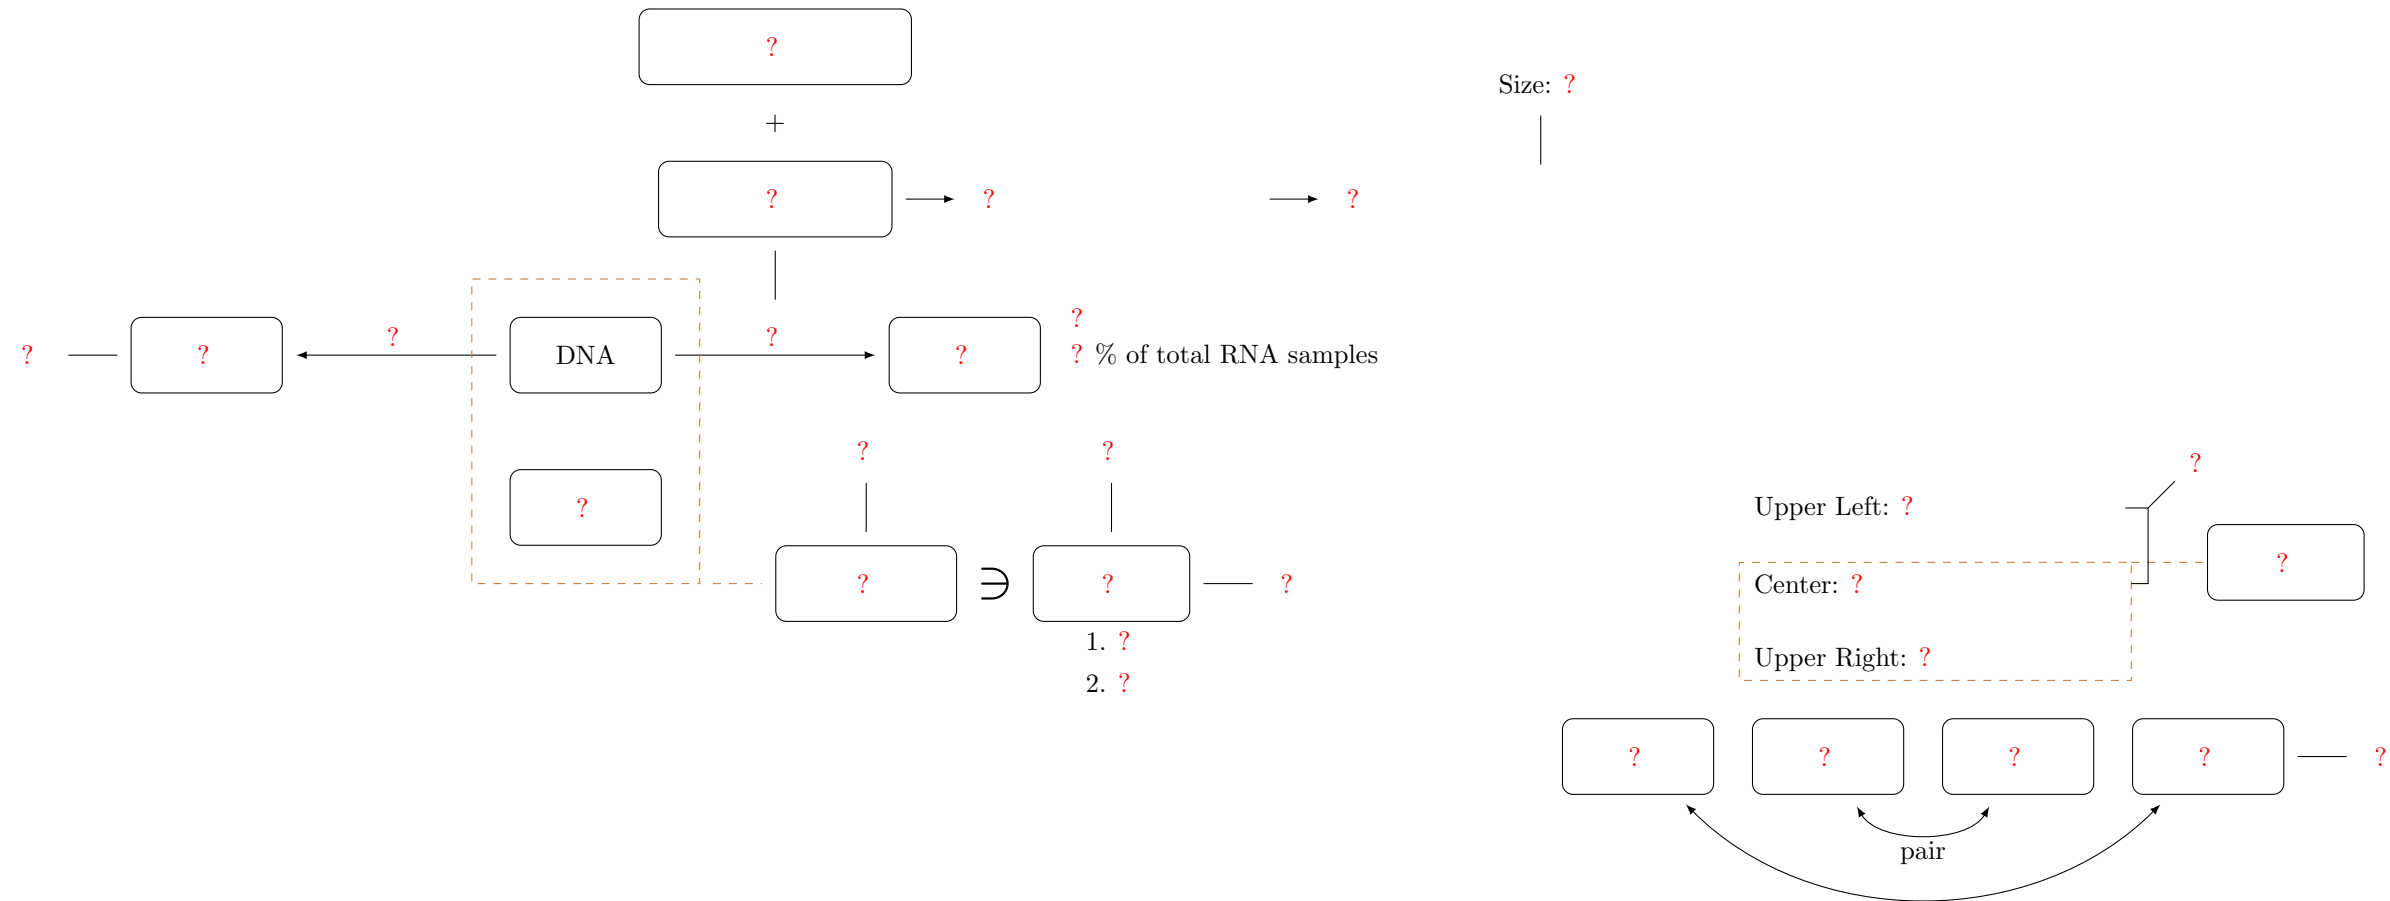 ?
Size: ?
+
? ? ?
? ? ? DNA ? ? ?
? % of total RNA samples
? ? ?
? Upper Left: ?
? ∋ ? ? Center: ? ?
1. ? Upper Right: ?
2. ?
? ? ? ? ?
pair